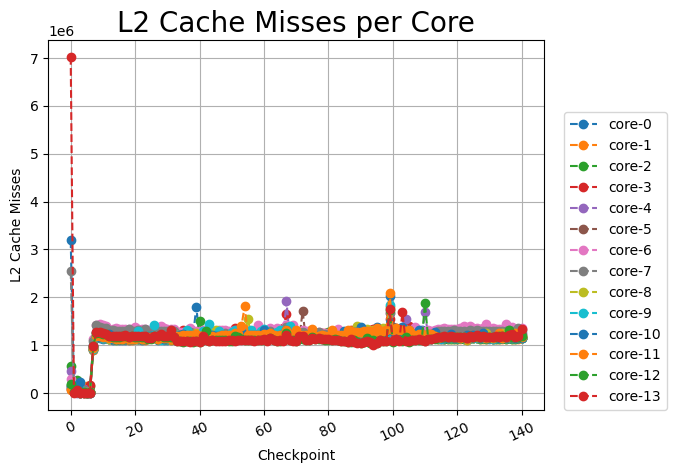 L2 Cache Misses per Core
1e6
7
6
5
4
3
2
1
0
L2 Cache Misses
0
20
40
60
80
100
120
140
Checkpoint
core-0
core-1
core-2
core-3
core-4
core-5
core-6
core-7
core-8
core-9
core-10
core-11
core-12
core-13